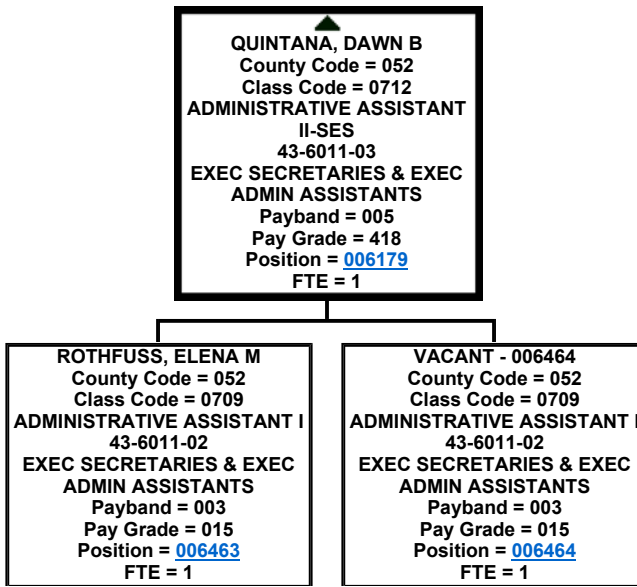 QUINTANA, DAWN B
County Code = 052
Class Code = 0712
ADMINISTRATIVE ASSISTANT
II-SES
43-6011-03
EXEC SECRETARIES & EXEC
ADMIN ASSISTANTS
Payband = 005
Pay Grade = 418
Position = 006179
FTE = 1
ROTHFUSS, ELENA M
County Code = 052
Class Code = 0709
ADMINISTRATIVE ASSISTANT I
43-6011-02
EXEC SECRETARIES & EXEC
ADMIN ASSISTANTS
Payband = 003
Pay Grade = 015
Position = 006463
FTE = 1
VACANT - 006464
County Code = 052
Class Code = 0709
ADMINISTRATIVE ASSISTANT I
43-6011-02
EXEC SECRETARIES & EXEC
ADMIN ASSISTANTS
Payband = 003
Pay Grade = 015
Position = 006464
FTE = 1